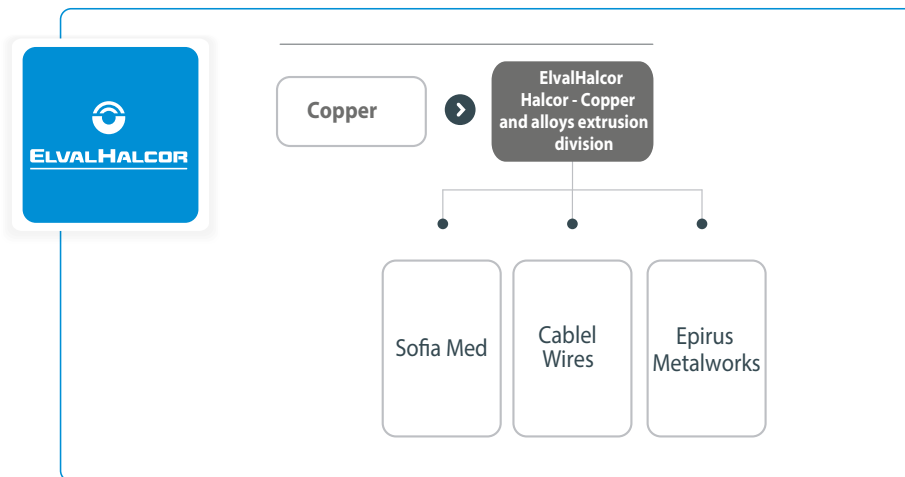 ELVALHALCOR
Copper
ElvalHalcor
Halcor - Copper
and alloys extrusion
division
Sofia Med
Cablel
Wires
Epirus
Metalworks